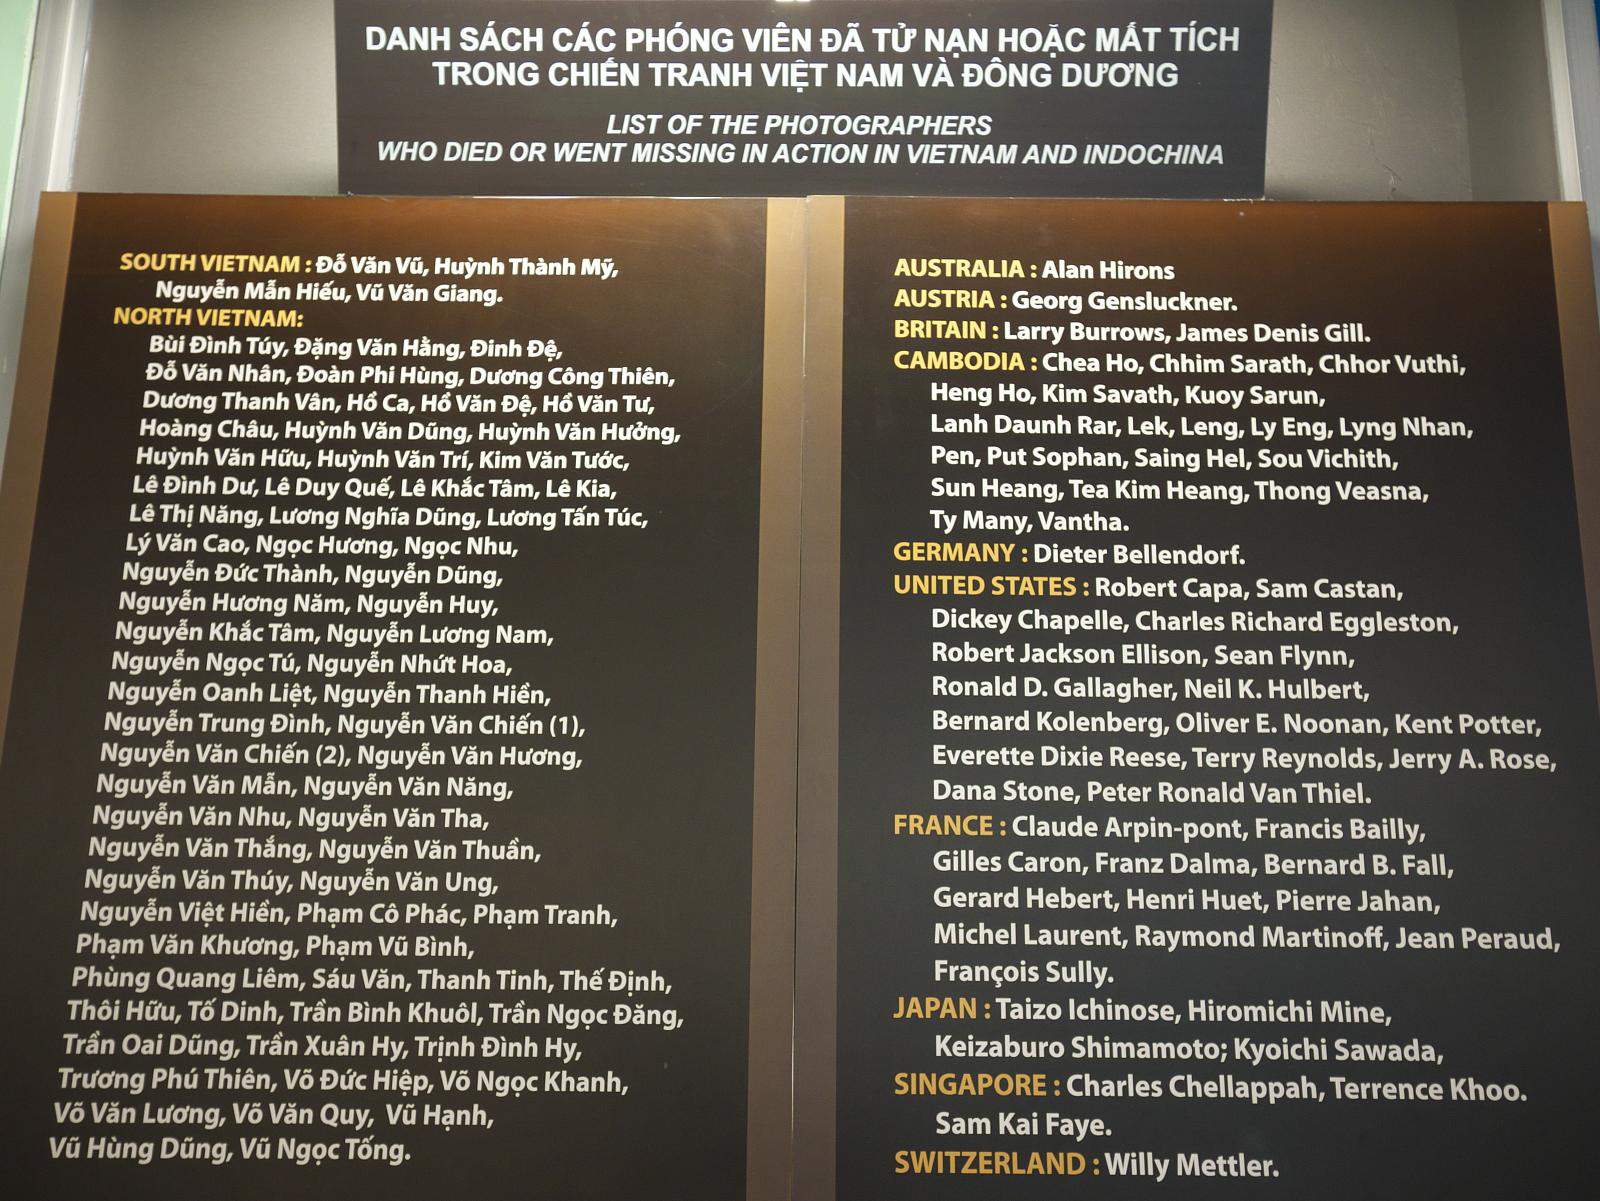 DANH SÁCH CÁC PHÓNG VIÊN ĐÃ TỬ NẠN HOẶC MẤT TÍCH
TRONG CHIẾN TRANH VIỆT NAM VÀ ĐÔNG DƯƠNG
LIST OF THE PHOTOGRAPHERS
WHO DIED OR WENT MISSING IN ACTION IN VIETNAM AND INDOCHINA
SOUTH VIETNAM : Đỗ Văn Vũ, Huỳnh Thành Mỹ,
Nguyễn Mẫn Hiếu, Vũ Văn Giang.
NORTH VIETNAM:
Bùi Đình Túy, Đặng Văn Hằng, Đinh Đệ,
Đỗ Văn Nhân, Đoàn Phi Hùng, Dương Công Thiên,
Dương Thanh Vân, Hồ Ca, Hồ Văn Đệ, Hồ Văn Tư,
Hoàng Châu, Huỳnh Văn Dũng, Huỳnh Văn Hưởng,
Huỳnh Văn Hữu, Huỳnh Văn Trí, Kim Văn Tước,
Lê Đình Dư, Lê Duy Quế, Lê Khắc Tâm, Lê Kia,
Lê Thị Năng, Lương Nghĩa Dũng, Lương Tấn Túc,
Lý Văn Cao, Ngọc Hương, Ngọc Nhu,
Nguyễn Đức Thành, Nguyễn Dũng,
Nguyễn Hương Năm, Nguyễn Huy,
Nguyễn Khắc Tâm, Nguyễn Lương Nam,
Nguyễn Ngọc Tú, Nguyễn Nhứt Hoa,
Nguyễn Oanh Liệt, Nguyễn Thanh Hiền,
Nguyễn Trung Đình, Nguyễn Văn Chiến (1),
Nguyễn Văn Chiến (2), Nguyễn Văn Hương,
Nguyễn Văn Mẫn, Nguyễn Văn Năng,
Nguyễn Văn Nhu, Nguyễn Văn Tha,
Nguyễn Văn Thắng, Nguyễn Văn Thuần,
Nguyễn Văn Thúy, Nguyễn Văn Ung,
Nguyễn Việt Hiền, Phạm Cô Phác, Phạm Tranh,
Phạm Văn Khương, Phạm Vũ Bình,
Phùng Quang Liêm, Sáu Văn, Thanh Tinh, Thế Định,
Thôi Hữu, Tố Dinh, Trần Bình Khuôl, Trần Ngọc Đăng,
Trần Oai Dũng, Trần Xuân Hy, Trịnh Đình Hy,
Trương Phú Thiên, Võ Đức Hiệp, Võ Ngọc Khanh,
Võ Văn Lương, Võ Văn Quy, Vũ Hạnh,
Vũ Hùng Dũng, Vũ Ngọc Tống.
AUSTRALIA : Alan Hirons
AUSTRIA : Georg Gensluckner.
BRITAIN : Larry Burrows, James Denis Gill.
CAMBODIA : Chea Ho, Chhim Sarath, Chhor Vuthi,
Heng Ho, Kim Savath, Kuoy Sarun,
Lanh Daunh Rar, Lek, Leng, Ly Eng, Lyng Nhan,
Pen, Put Sophan, Saing Hel, Sou Vichith,
Sun Heang, Tea Kim Heang, Thong Veasna,
Ty Many, Vantha.
GERMANY : Dieter Bellendorf.
UNITED STATES : Robert Capa, Sam Castan,
Dickey Chapelle, Charles Richard Eggleston,
Robert Jackson Ellison, Sean Flynn,
Ronald D. Gallagher, Neil K. Hulbert,
Bernard Kolenberg, Oliver E. Noonan, Kent Potter,
Everette Dixie Reese, Terry Reynolds, Jerry A. Rose,
Dana Stone, Peter Ronald Van Thiel.
FRANCE : Claude Arpin-pont, Francis Bailly,
Gilles Caron, Franz Dalma, Bernard B. Fall,
Gerard Hebert, Henri Huet, Pierre Jahan,
Michel Laurent, Raymond Martinoff, Jean Peraud,
François Sully.
JAPAN : Taizo Ichinose, Hiromichi Mine,
Keizaburo Shimamoto; Kyoichi Sawada,
SINGAPORE : Charles Chellappah, Terrence Khoo.
Sam Kai Faye.
SWITZERLAND : Willy Mettler.